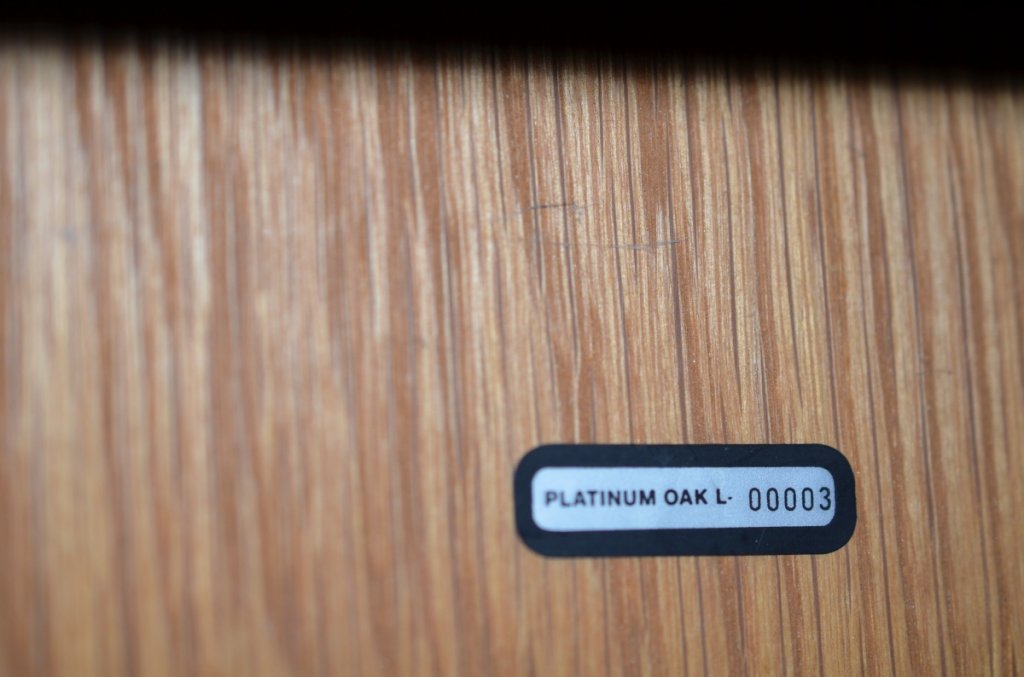 PLATINUM OAK L- 00003